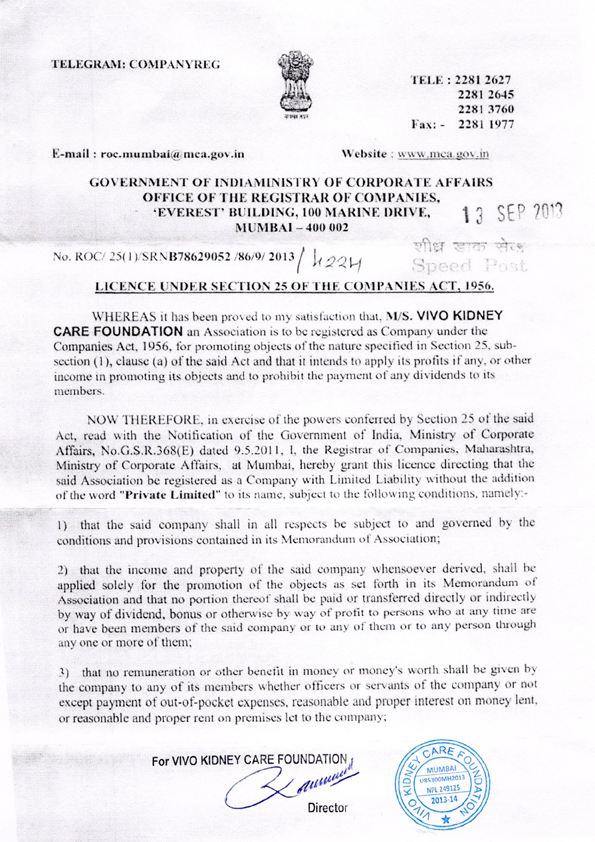 TELEGRAM: COMPANYREG
TELE : 2281 2627
2281 2645
2281 3760
Fax: - 2281 1977
E-mail : roc.mumbai@mca.gov.in Website : www.mca.gov.in
GOVERNMENT OF INDIAMINISTRY OF CORPORATE AFFAIRS
OFFICE OF THE REGISTRAR OF COMPANIES,
'EVEREST' BUILDING, 100 MARINE DRIVE,
MUMBAI – 400 002
13 SEP 2013
No. ROC/ 25(1)/SRNB78629052 /86/9/ 2013/4224
Speed Post
LICENCE UNDER SECTION 25 OF THE COMPANIES ACT, 1956.
WHEREAS it has been proved to my satisfaction that, M/S. VIVO KIDNEY
CARE FOUNDATION an Association is to be registered as Company under the
Companies Act, 1956, for promoting objects of the nature specified in Section 25, sub-
section (1), clause (a) of the said Act and that it intends to apply its profits if any, or other
income in promoting its objects and to prohibit the payment of any dividends to its
members.
NOW THEREFORE, in exercise of the powers conferred by Section 25 of the said
Act, read with the Notification of the Government of India, Ministry of Corporate
Affairs, No.G.S.R.368(E) dated 9.5.2011, I, the Registrar of Companies, Maharashtra,
Ministry of Corporate Affairs, at Mumbai, hereby grant this licence directing that the
said Association be registered as a Company with Limited Liability without the addition
of the word "Private Limited" to its name, subject to the following conditions, namely:-
1) that the said company shall in all respects be subject to and governed by the
conditions and provisions contained in its Memorandum of Association;
2) that the income and property of the said company whensoever derived, shall be
applied solely for the promotion of the objects as set forth in its Memorandum of
Association and that no portion thereof shall be paid or transferred directly or indirectly
by way of dividend, bonus or otherwise by way of profit to persons who at any time are
or have been members of the said company or to any of them or to any person through
any one or more of them;
3) that no remuneration or other benefit in money or money's worth shall be given by
the company to any of its members whether officers or servants of the company or not
except payment of out-of-pocket expenses, reasonable and proper interest on money lent,
or reasonable and proper rent on premises let to the company;
For VIVO KIDNEY CARE FOUNDATION
Director
VIVO KIDNEY CARE FOUNDATION
MUMBAI
NPL 249125
2013-14